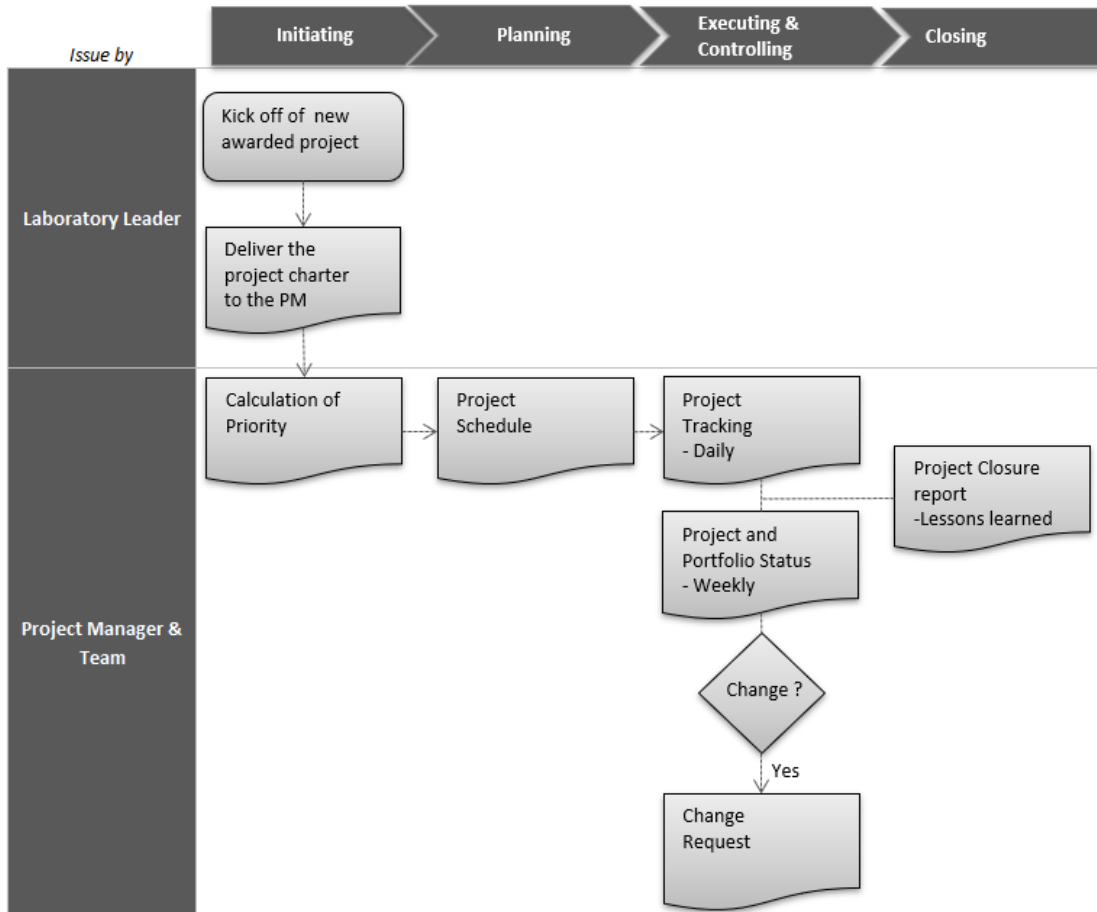 Issue by
Initiating
Planning
Executing &
Controlling
Closing
Laboratory Leader
Kick off of new
awarded project
Deliver the
project charter
to the PM
Project Manager &
Team
Calculation of
Priority
Project
Schedule
Project
Tracking
- Daily
Project Closure
report
-Lessons learned
Project and
Portfolio Status
- Weekly
Change ?
Yes
Change
Request